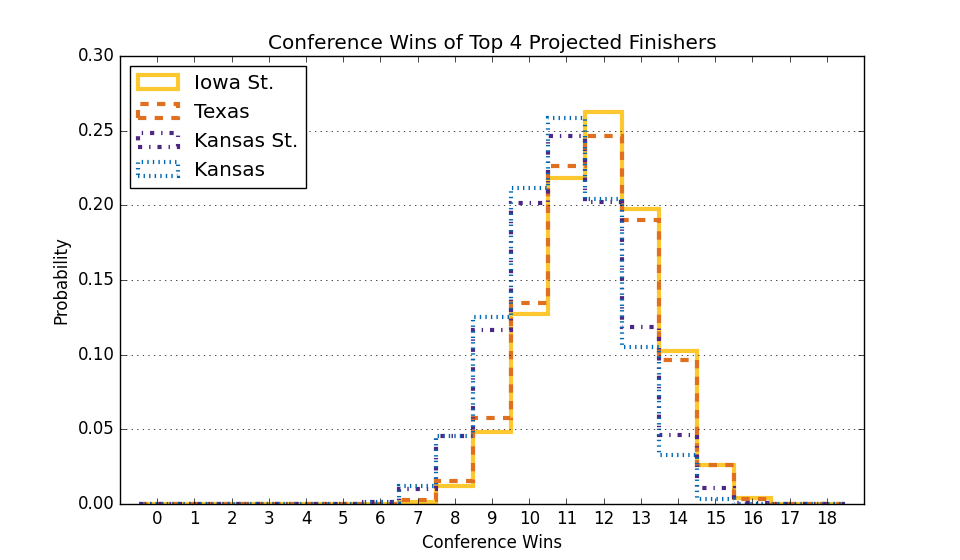 Conference Wins of Top 4 Projected Finishers
0.30
Iowa St.
Texas
Kansas St.
Kansas
0.25
0.20
0.15
0.10
0.05
0.00
Probability
0 1 2 3 4 5 6 7 8 9 10 11 12 13 14 15 16 17 18
Conference Wins